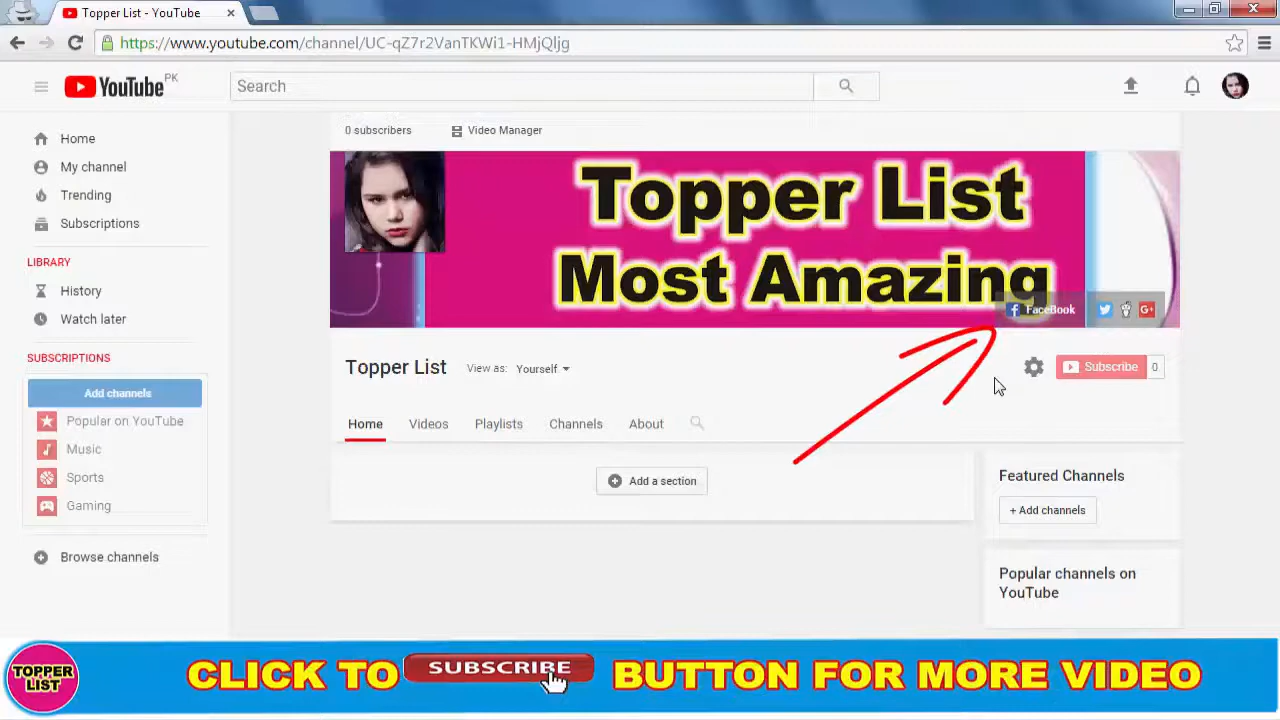 Topper List - YouTube
https://www.youtube.com/channel/UC-qZ7r2VanTKWi1-HMjQljg
YouTube PK
Search
Home
My channel
Trending
Subscriptions
LIBRARY
History
Watch later
SUBSCRIPTIONS
Add channels
Popular on YouTube
Music
Sports
Gaming
Browse channels
0 subscribers
Video Manager
Topper List
Most Amazing
FaceBook
Topper List
View as: Yourself
Subscribe 0
Home Videos Playlists Channels About
Add a section
Featured Channels
+ Add channels
Popular channels on
YouTube
TOPPER
LIST
CLICK TO SUBSCRIBE BUTTON FOR MORE VIDEO